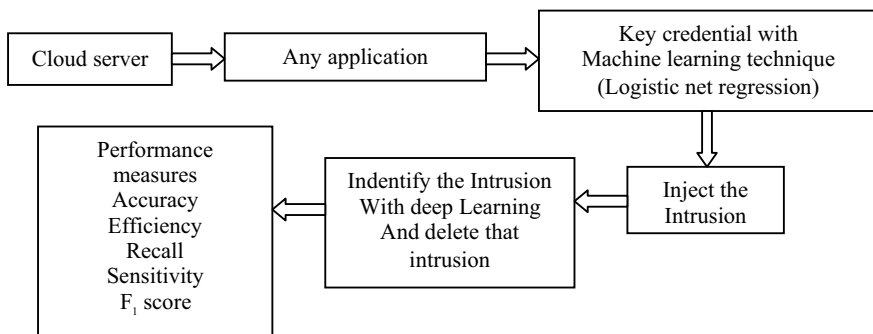 Cloud server
Any application
Key credential with
Machine learning technique
(Logistic net regression)
Inject the
Intrusion
Indentify the Intrusion
With deep Learning
And delete that
intrusion
Performance
measures
Accuracy
Efficiency
Recall
Sensitivity
F₁ score